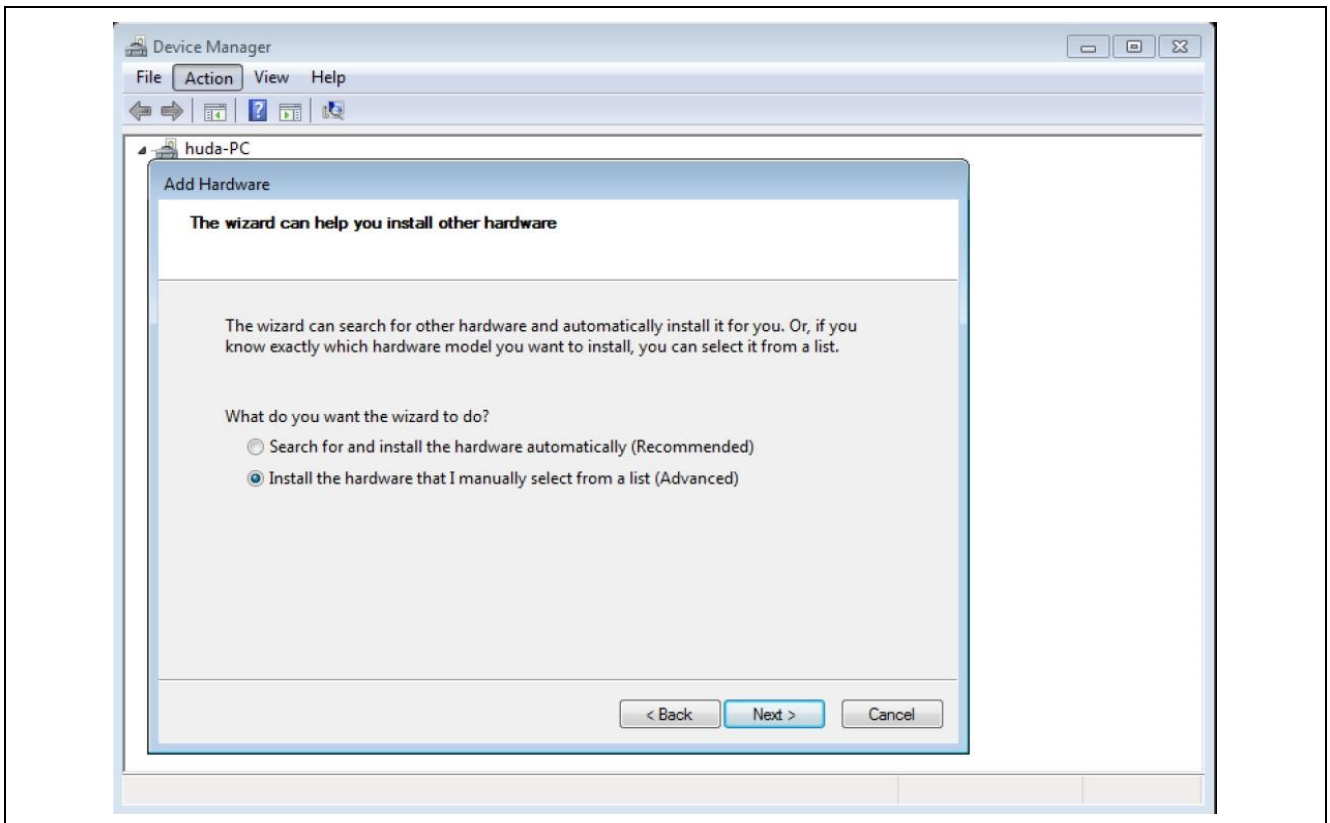 Device Manager
File Action View Help
huda-PC
Add Hardware
The wizard can help you install other hardware
The wizard can search for other hardware and automatically install it for you. Or, if you
know exactly which hardware model you want to install, you can select it from a list.
What do you want the wizard to do?
Search for and install the hardware automatically (Recommended)
Install the hardware that I manually select from a list (Advanced)
< Back Next > Cancel